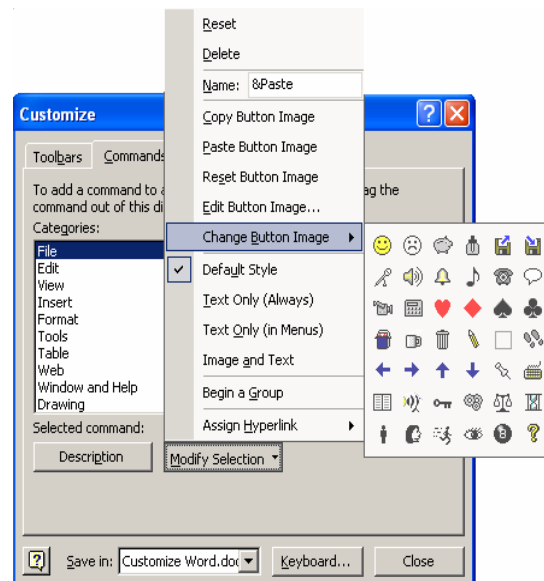 Reset
Delete
Name: &Paste
Customize
Copy Button Image
Toolbars Commands
Paste Button Image
To add a command to a
Reset Button Image
ag the
command out of this di
Edit Button Image...
Categories:
Change Button Image
File
Edit
Default Style
View
Insert
Text Only (Always)
Format
Tools
Text Only (in Menus)
Table
Web
Image and Text
Window and Help
Drawing
Begin a Group
Selected command:
Assign Hyperlink
Description
Modify Selection
Save in: Customize Word.doc
Keyboard...
Close